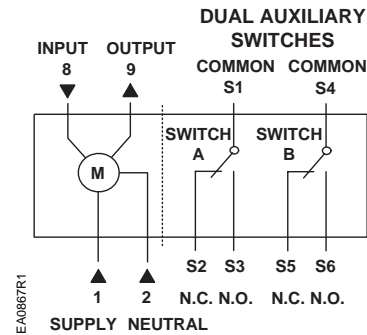 DUAL AUXILIARY
SWITCHES
INPUT OUTPUT
8 9
COMMON COMMON
S1 S4
SWITCH SWITCH
A B
M
S2 S3 S5 S6
1 2
N.C. N.O. N.C. N.O.
SUPPLY NEUTRAL
EA0867R1